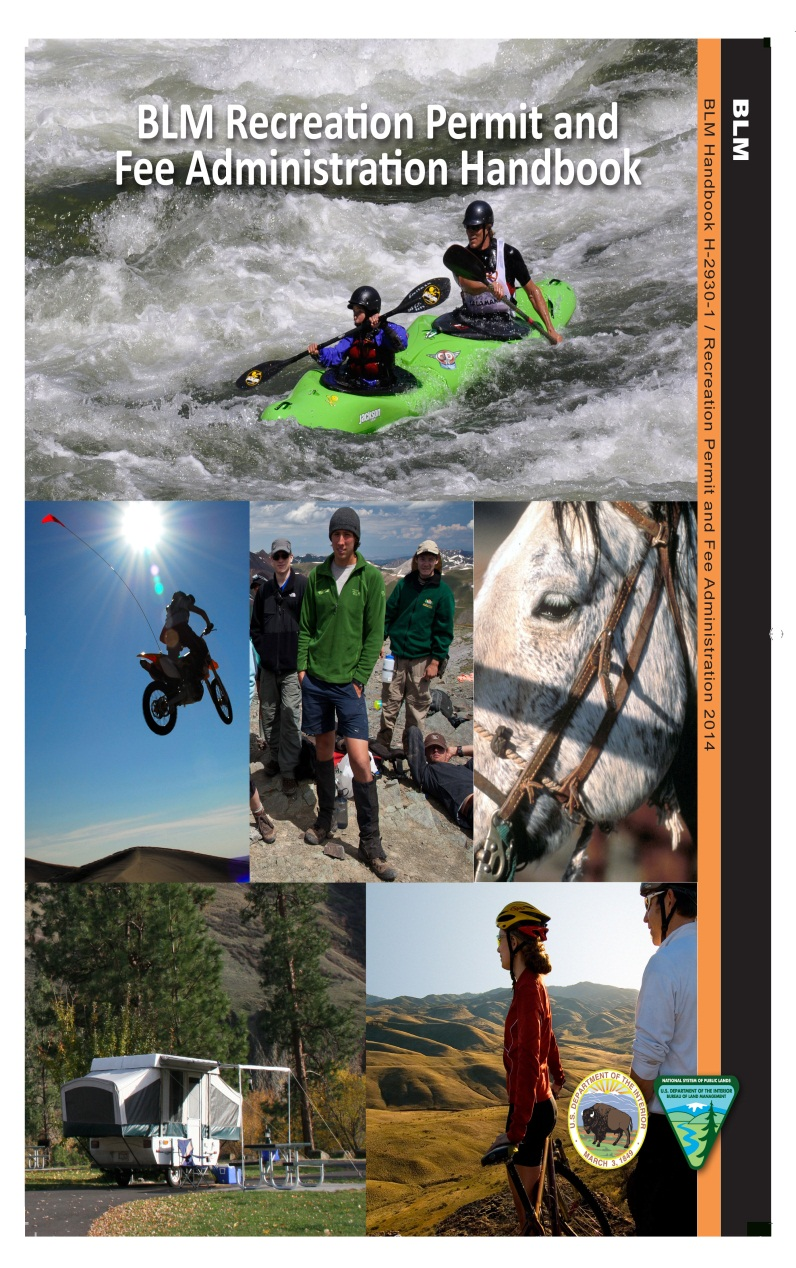 BLM Recreation Permit and
Fee Administration Handbook
BLM
BLM Handbook H-2930-1 / Recreation Permit and Fee Administration 2014
Jackson
U.S. DEPARTMENT OF THE INTERIOR
MARCH 3, 1849
NATIONAL SYSTEM OF PUBLIC LANDS
U.S. DEPARTMENT OF THE INTERIOR
BUREAU OF LAND MANAGEMENT